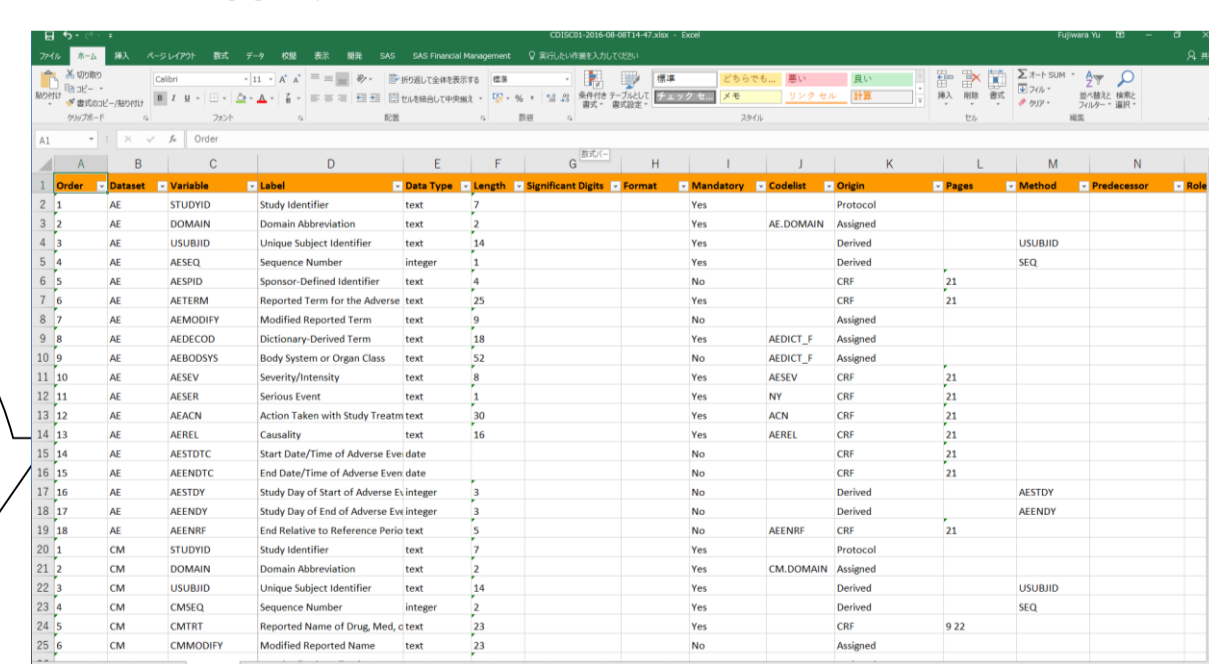 CDISC01-2016-08-08T14-47.xlsx - Excel Fujiwara Yu
ファイル ホーム 挿入 ページ レイアウト 数式 データ 校閲 表示 開発 SAS SAS Financial Management 実行したい作業を入力してください
切り取り Calibri 11 折り返して全体を表示する 標準 標準 どちらでも... 悪い 良い オート SUM
コピー フィル
貼り付け 書式のコピー/貼り付け B I U セルを結合して中央揃え 条件付き 書式 テーブルとして 書式設定 チェック セ... メモ リンク セル 計算 挿入 削除 書式 クリア 並べ替えと フィルター 検索と 選択
クリップボード フォント 配置 数値 スタイル セル 編集
A1 Order
数式バー
A B C D E F G H I J K L M N
1 Order Dataset Variable Label Data Type Length Significant Digits Format Mandatory Codelist Origin Pages Method Predecessor Role
2 1 AE STUDYID Study Identifier text 7 Yes Protocol
3 2 AE DOMAIN Domain Abbreviation text 2 Yes AE.DOMAIN Assigned
4 3 AE USUBJID Unique Subject Identifier text 14 Yes Derived USUBJID
5 4 AE AESEQ Sequence Number integer 1 Yes Derived SEQ
6 5 AE AESPID Sponsor-Defined Identifier text 4 No CRF 21
7 6 AE AETERM Reported Term for the Adverse text 25 Yes CRF 21
8 7 AE AEMODIFY Modified Reported Term text 9 No Assigned
9 8 AE AEDECOD Dictionary-Derived Term text 18 Yes AEDICT_F Assigned
10 9 AE AEBODSYS Body System or Organ Class text 52 No AEDICT_F Assigned
11 10 AE AESEV Severity/Intensity text 8 Yes AESEV CRF 21
12 11 AE AESER Serious Event text 1 Yes NY CRF 21
13 12 AE AEACN Action Taken with Study Treatm text 30 Yes ACN CRF 21
14 13 AE AEREL Causality text 16 Yes AEREL CRF 21
15 14 AE AESTDTC Start Date/Time of Adverse Eve date No CRF 21
16 15 AE AEENDTC End Date/Time of Adverse Even date No CRF 21
17 16 AE AESTDY Study Day of Start of Adverse Ev integer 3 No Derived AESTDY
18 17 AE AEENDY Study Day of End of Adverse Eve integer 3 No Derived AEENDY
19 18 AE AEENRF End Relative to Reference Perio text 5 No AEENRF CRF 21
20 1 CM STUDYID Study Identifier text 7 Yes Protocol
21 2 CM DOMAIN Domain Abbreviation text 2 Yes CM.DOMAIN Assigned
22 3 CM USUBJID Unique Subject Identifier text 14 Yes Derived USUBJID
23 4 CM CMSEQ Sequence Number integer 2 Yes Derived SEQ
24 5 CM CMTRT Reported Name of Drug, Med, o text 23 Yes CRF 9 22
25 6 CM CMMODIFY Modified Reported Name text 23 No Assigned